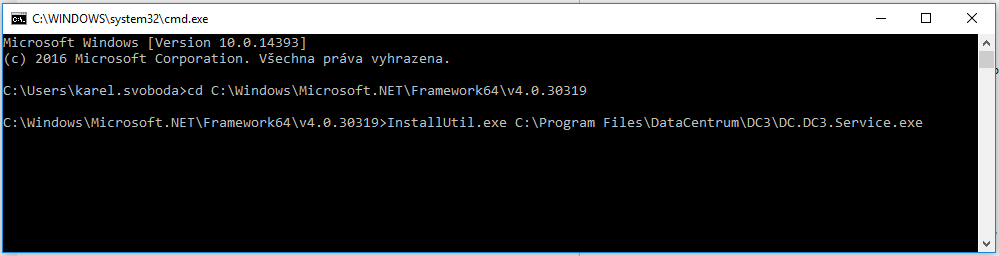 C:\WINDOWS\system32\cmd.exe
Microsoft Windows [Version 10.0.14393]
(c) 2016 Microsoft Corporation. Všechna práva vyhrazena.
C:\Users\karel.svoboda>cd C:\Windows\Microsoft.NET\Framework64\v4.0.30319
C:\Windows\Microsoft.NET\Framework64\v4.0.30319>InstallUtil.exe C:\Program Files\DataCentrum\DC3\DC.DC3.Service.exe